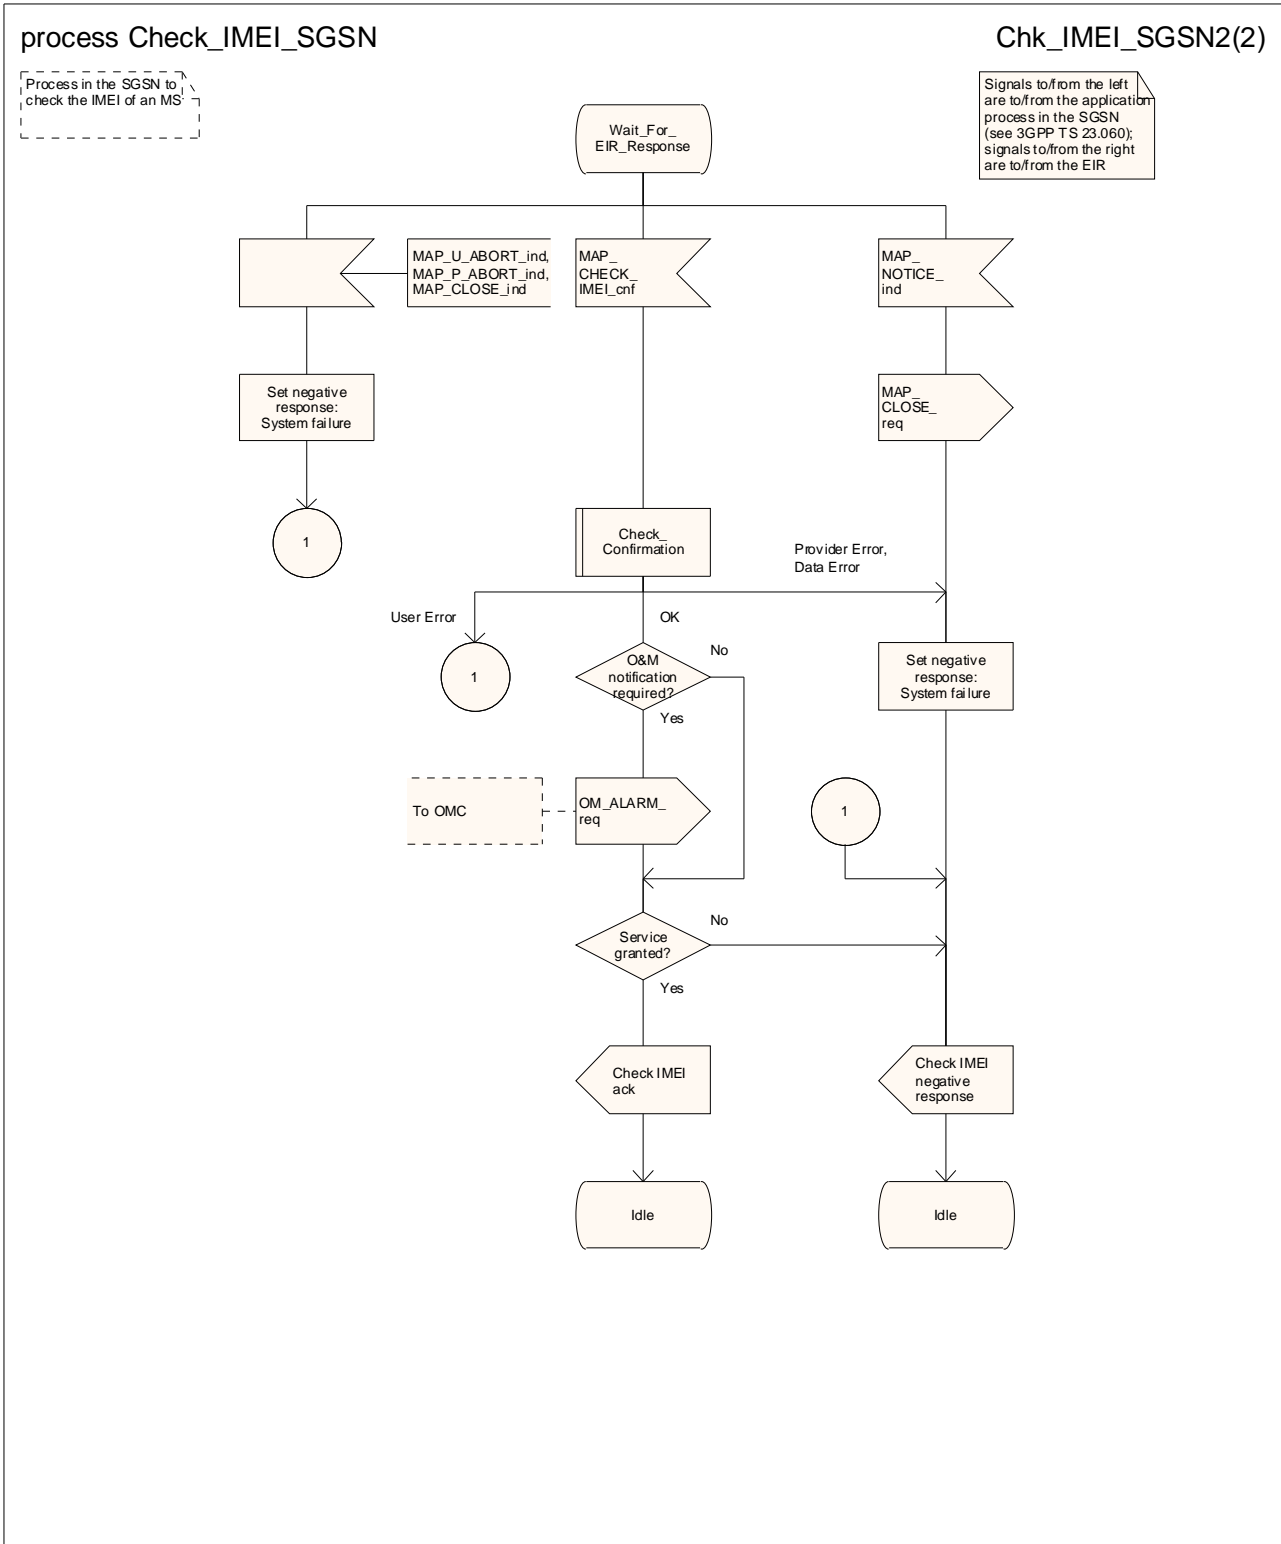 process Check_IMEI_SGSN
Chk_IMEI_SGSN2(2)
Process in the SGSN to
check the IMEI of an MS
Signals to/from the left
are to/from the application
process in the SGSN
(see 3GPP TS 23.060);
signals to/from the right
are to/from the EIR
Wait_For_
EIR_Response
MAP_U_ABORT_ind,
MAP_P_ABORT_ind,
MAP_CLOSE_ind
MAP_
CHECK_
IMEI_cnf
MAP_
NOTICE_
ind
Set negative
response:
System failure
MAP_
CLOSE_
req
1
Check_
Confirmation
Provider Error,
Data Error
User Error
OK
1
O&M
notification
required?
No
Yes
Set negative
response:
System failure
To OMC
OM_ALARM_
req
1
Service
granted?
No
Yes
Check IMEI
ack
Check IMEI
negative
response
Idle
Idle